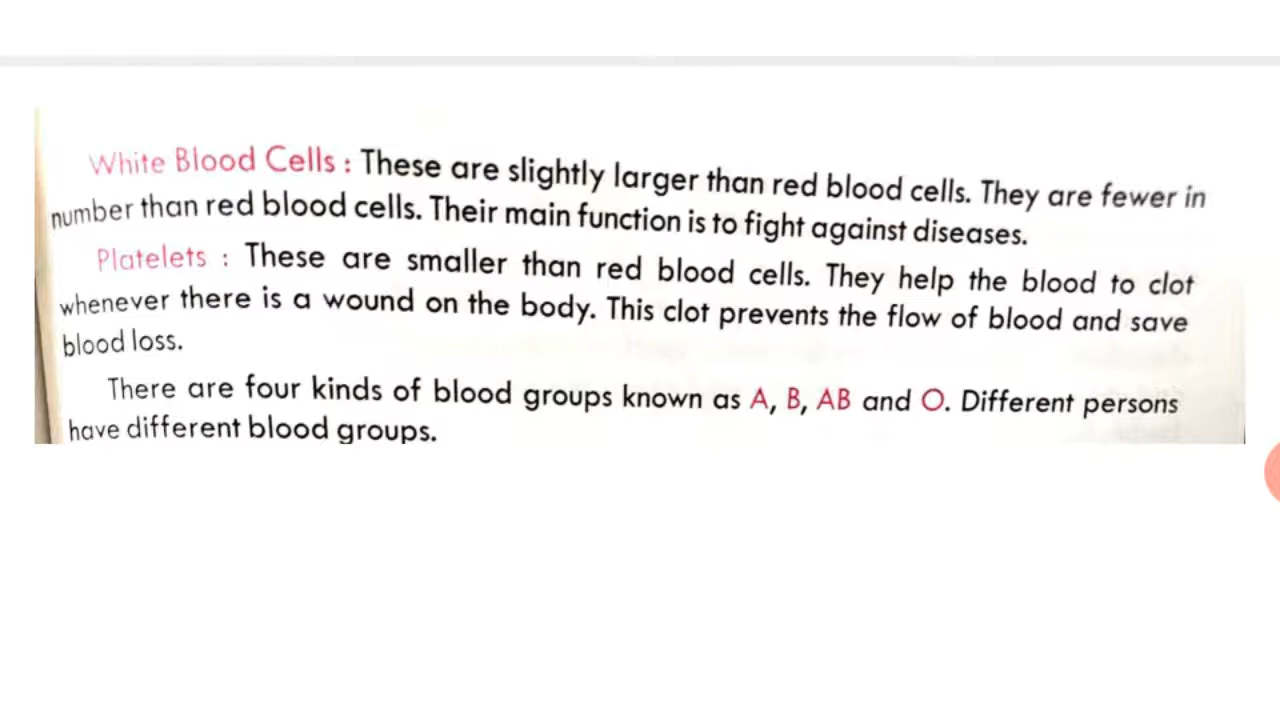 White Blood Cells : These are slightly larger than red blood cells. They are fewer in
number than red blood cells. Their main function is to fight against diseases.
Platelets : These are smaller than red blood cells. They help the blood to clot
whenever there is a wound on the body. This clot prevents the flow of blood and save
blood loss.
There are four kinds of blood groups known as A, B, AB and O. Different persons
have different blood groups.